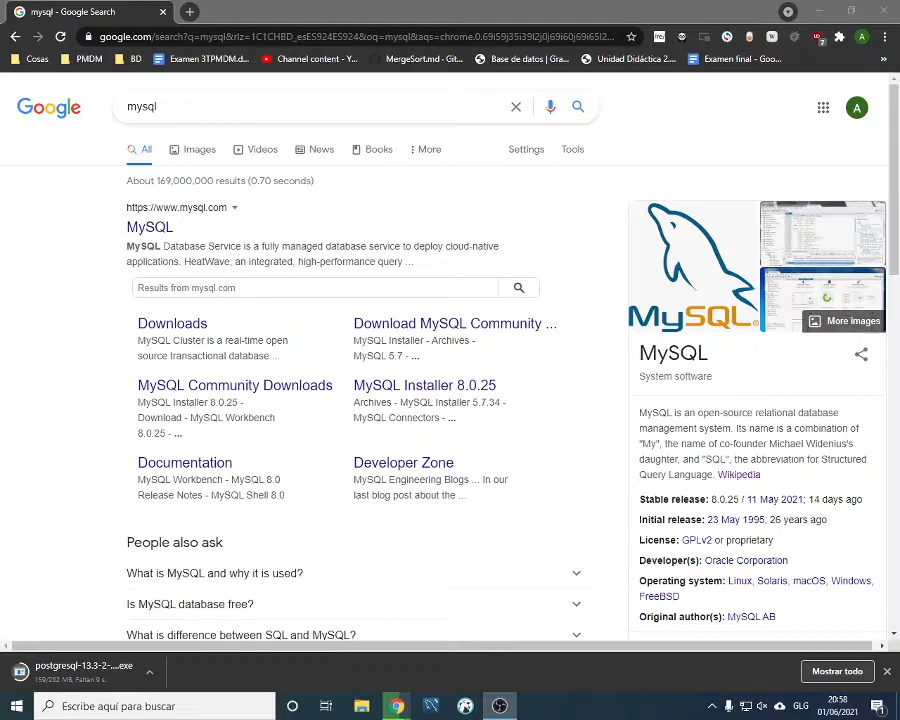 mysql - Google Search
google.com/search?q=mysql&rlz=1C1CHBD_esES924ES924&oq=mysql&aqs=chrome.0.69i59j35i39l2j0j69i60j69i65l2...
Cosas
PMDM
BD
Examen 3TPMDM.d...
Channel content - Y...
MergeSort.md · Git...
Base de datos | Gra...
Unidad Didáctica 2....
Examen final - Goo...
»
Google
mysql
A
All
Images
Videos
News
Books
More
Settings
Tools
About 169,000,000 results (0.70 seconds)
https://www.mysql.com
MySQL
MySQL Database Service is a fully managed database service to deploy cloud-native
applications. HeatWave, an integrated, high-performance query ...
Results from mysql.com
Downloads
MySQL Cluster is a real-time open
source transactional database ...
Download MySQL Community ...
MySQL Installer - Archives -
MySQL 5.7 - ...
MySQL Community Downloads
MySQL Installer 8.0.25 -
Download - MySQL Workbench
8.0.25 - ...
MySQL Installer 8.0.25
Archives - MySQL Installer 5.7.34 -
MySQL Connectors - ...
Documentation
MySQL Workbench - MySQL 8.0
Release Notes - MySQL Shell 8.0
Developer Zone
MySQL Engineering Blogs ... In our
last blog post about the ...
People also ask
What is MySQL and why it is used?
Is MySQL database free?
What is difference between SQL and MySQL?
MySQL
More images
MySQL
System software
MySQL is an open-source relational database
management system. Its name is a combination of
"My", the name of co-founder Michael Widenius's
daughter, and "SQL", the abbreviation for Structured
Query Language. Wikipedia
Stable release: 8.0.25 / 11 May 2021; 14 days ago
Initial release: 23 May 1995; 26 years ago
License: GPLv2 or proprietary
Developer(s): Oracle Corporation
Operating system: Linux, Solaris, macOS, Windows,
FreeBSD
Original author(s): MySQL AB
postgresql-13.3-2-....exe
159/202 MB, Faltan 9 s.
Mostrar todo
Escribe aquí para buscar
GLG
20:58
01/06/2021